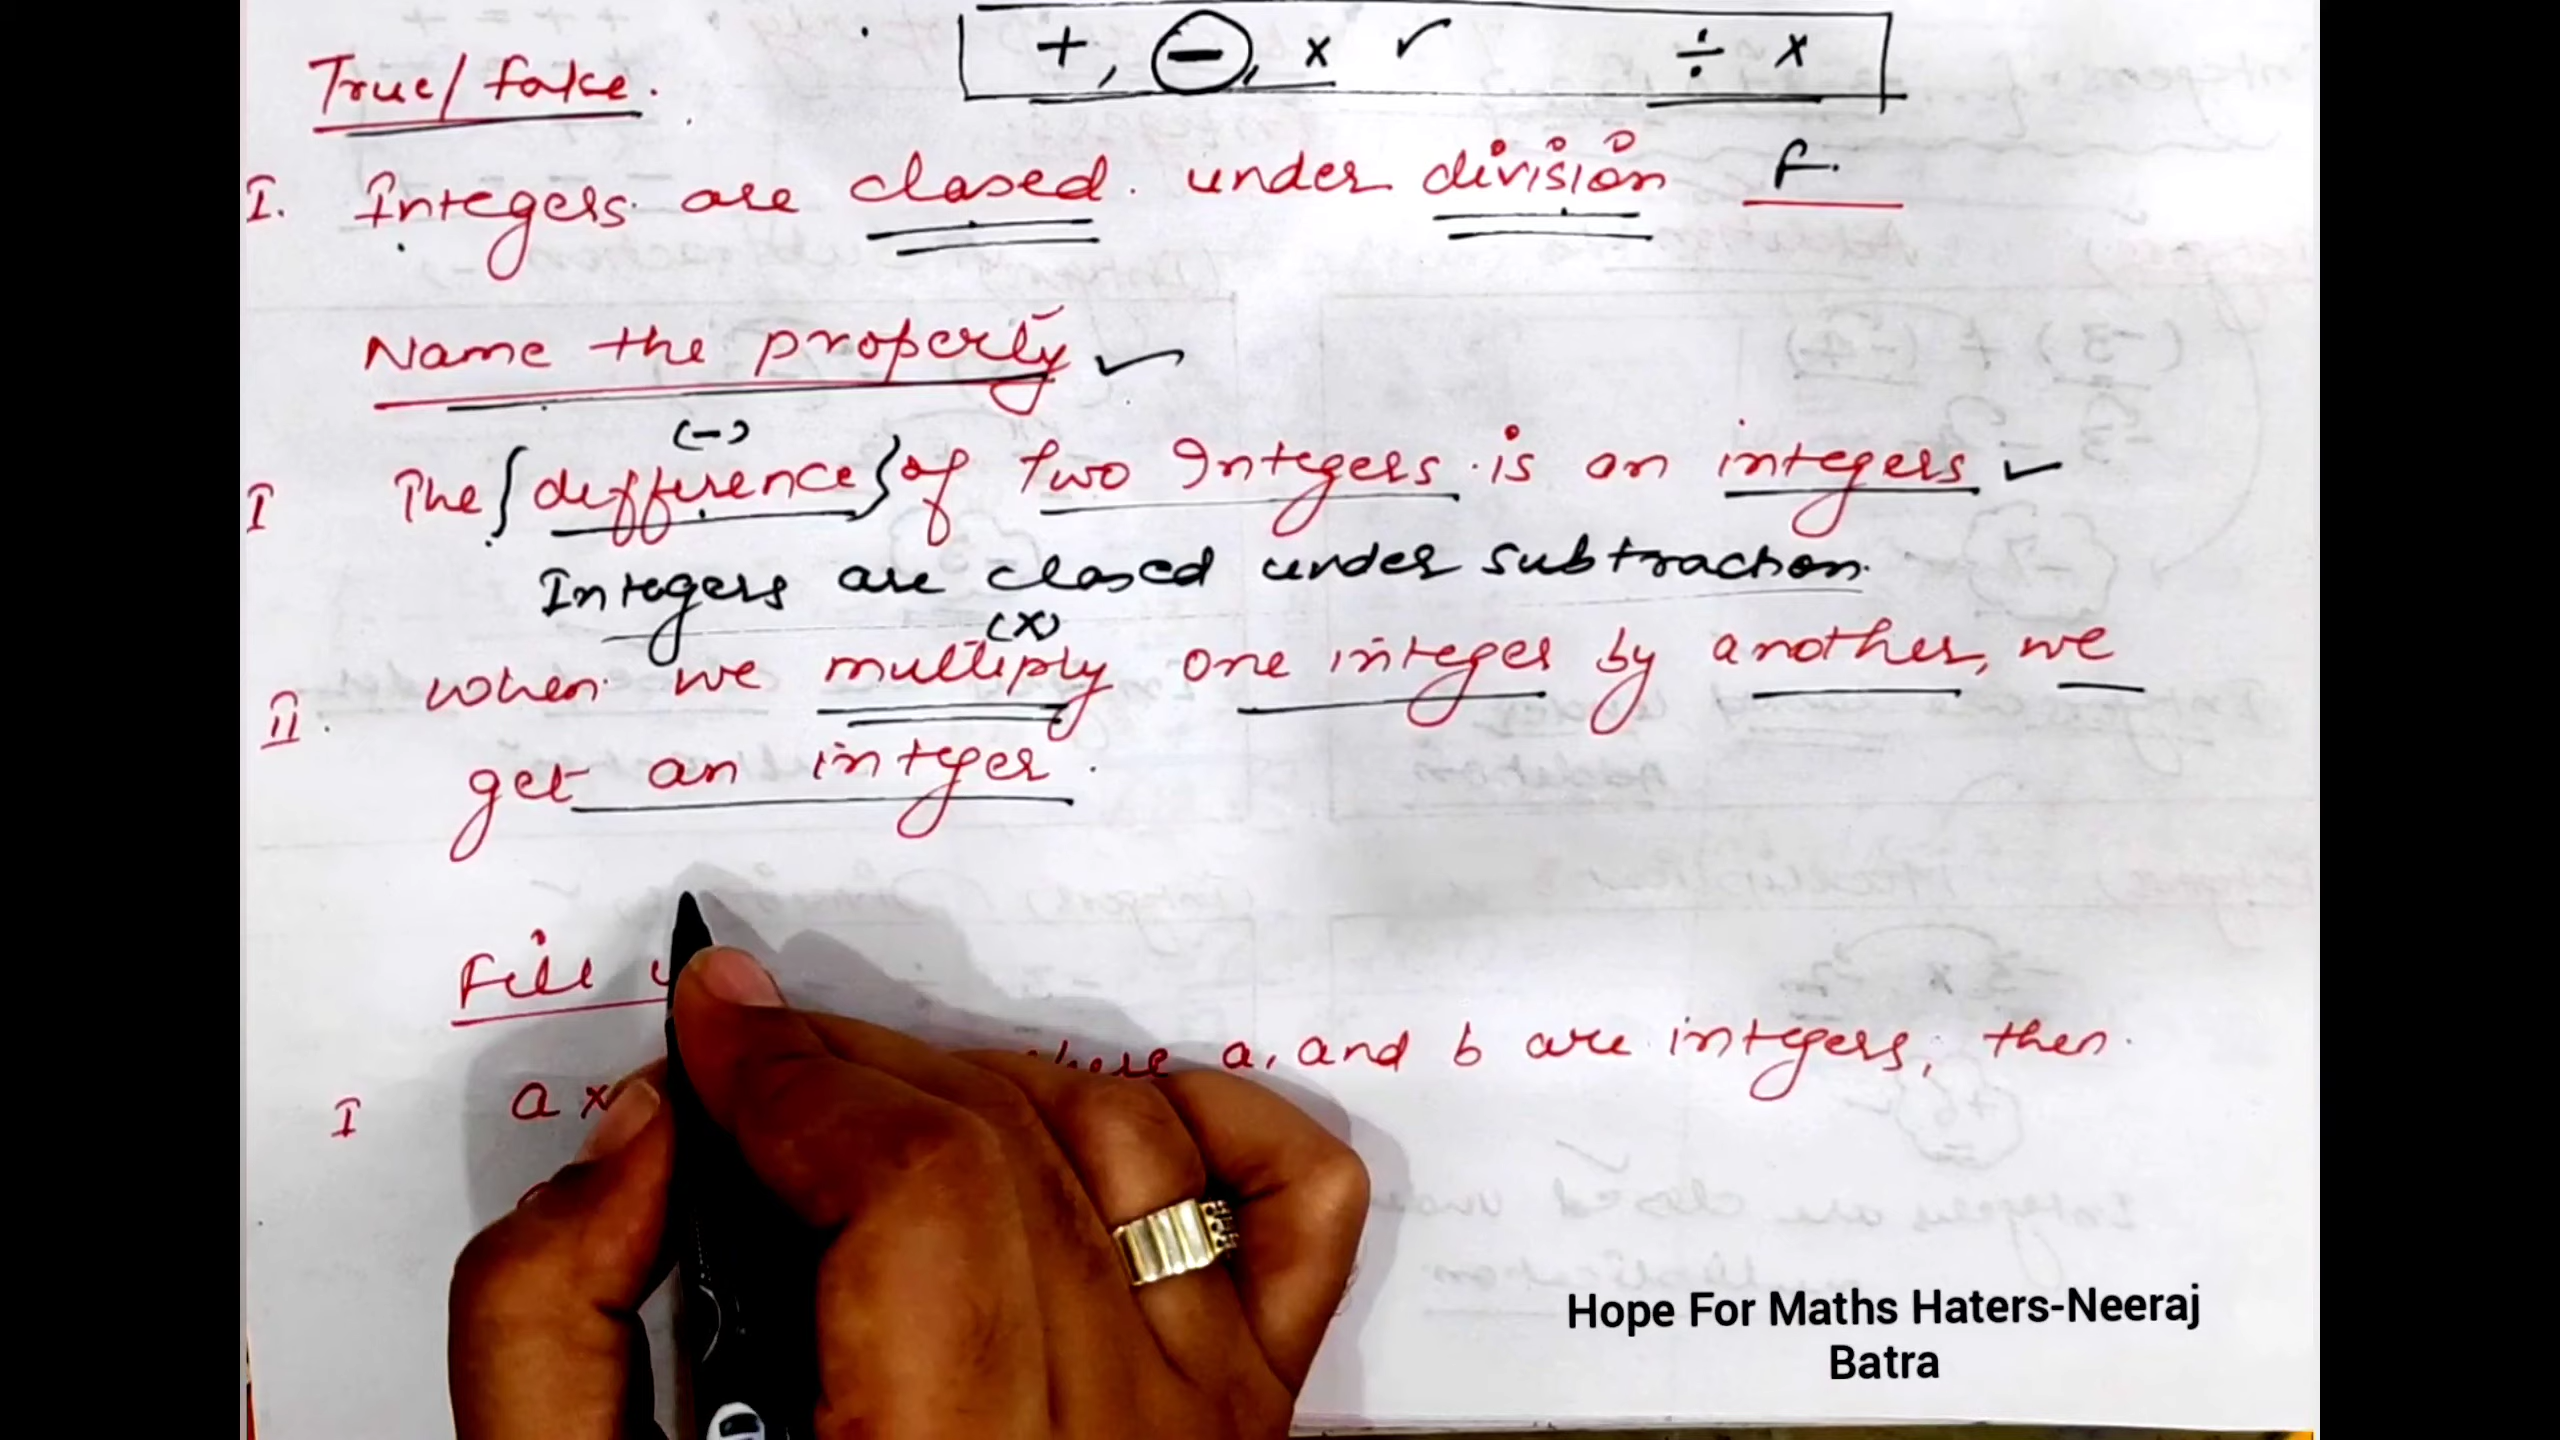 +, −, × ✓ ÷ ×
True/false.
I. Integers are closed. under division F.
Name the property ✓
(−)
I The {difference} of two Integers is an integers ✓
Integers are closed under subtraction.
(×)
II. when we multiply one integer by another, we
get an integer.
Fill
I a × here a, and b are integers, then.
Hope For Maths Haters-Neeraj
Batra